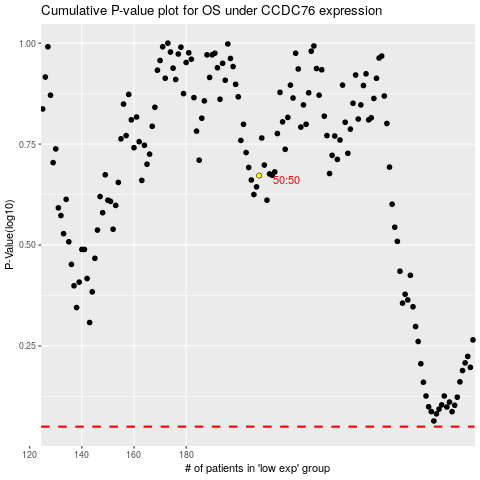 Cumulative P-value plot for OS under CCDC76 expression
P-Value(log10)
1.00
0.75
0.50
0.25
50:50
120 140 160 180
# of patients in 'low exp' group